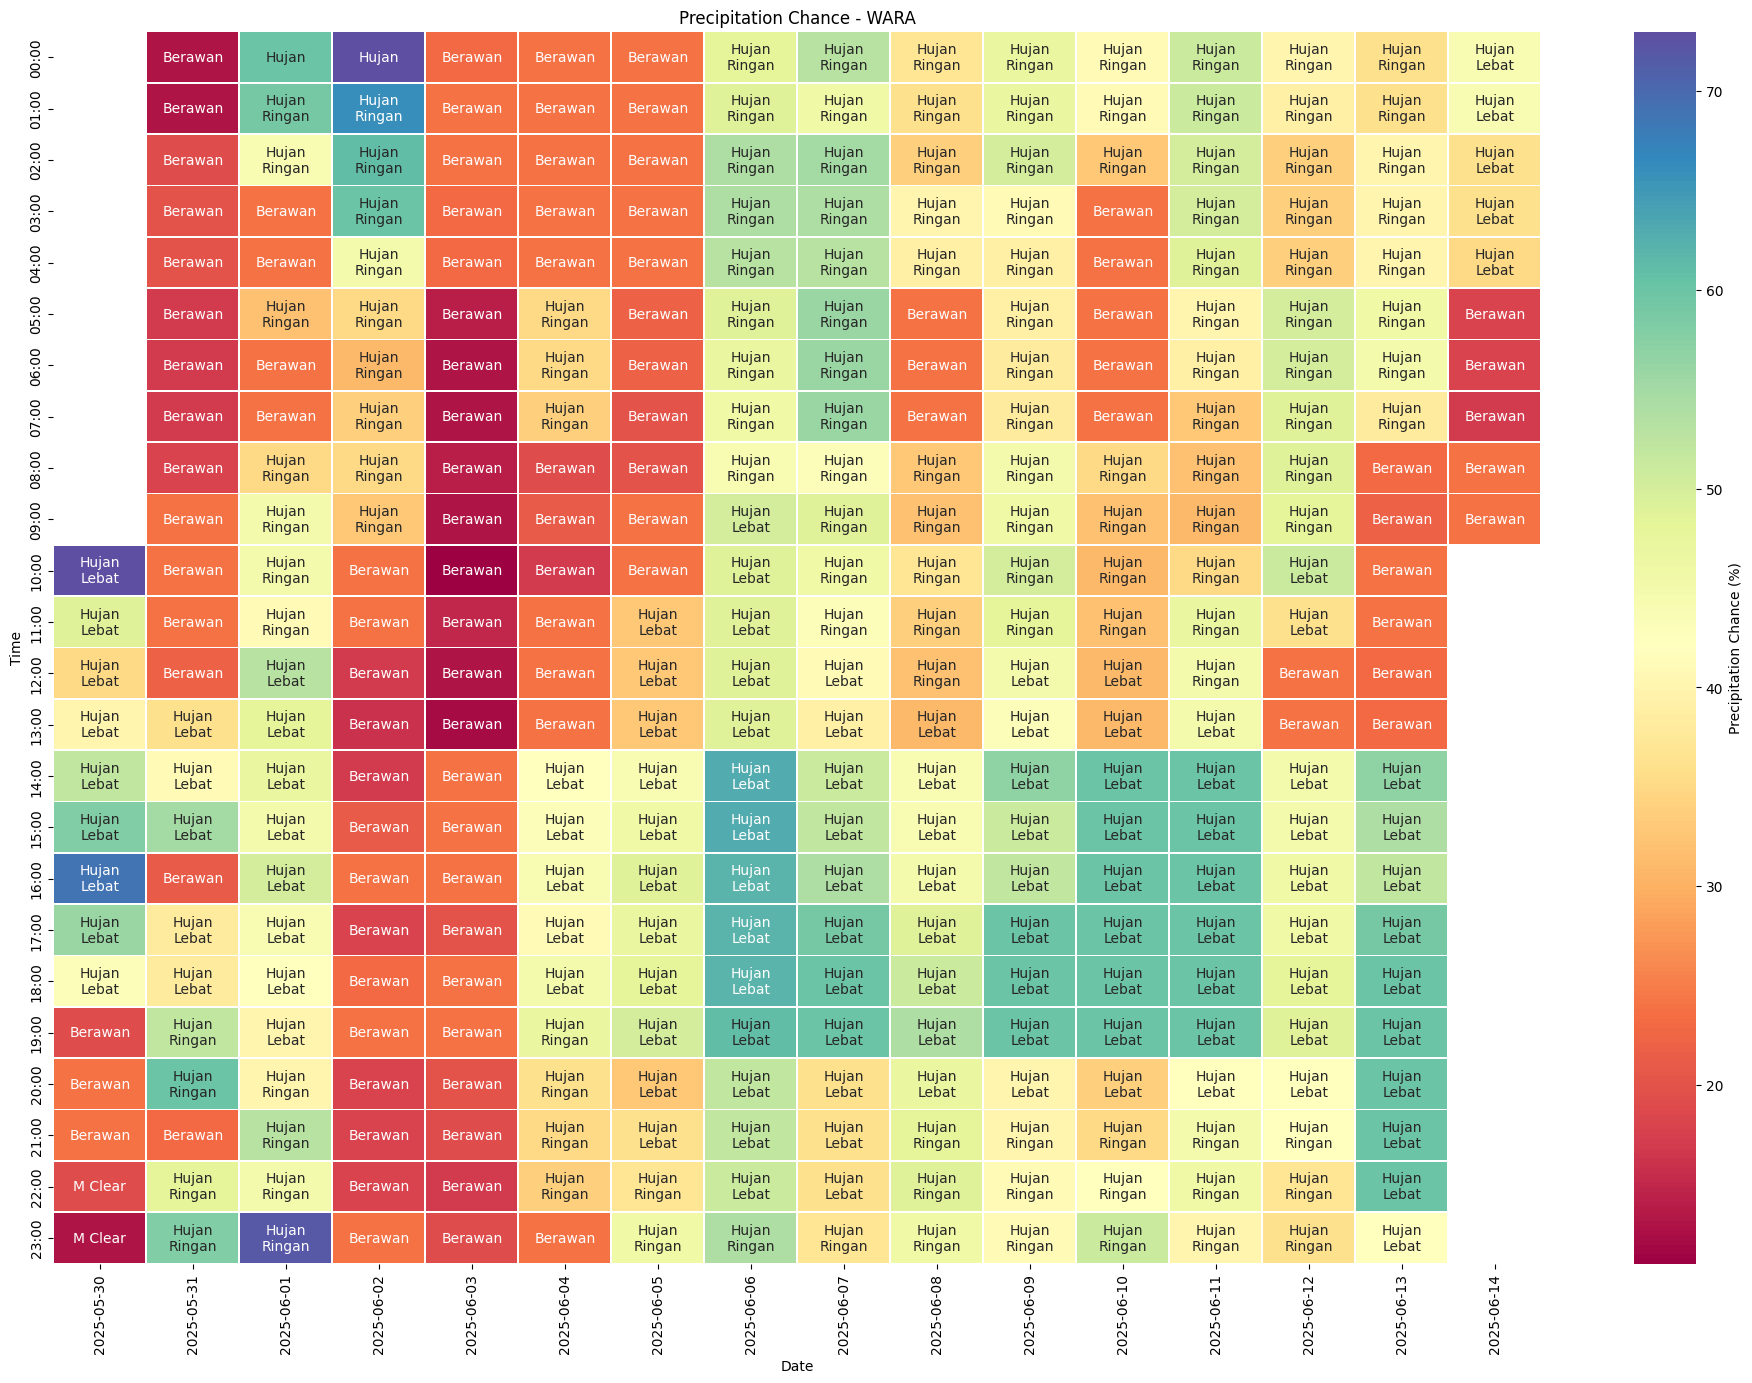 Precipitation Chance - WARA
00:00 Berawan Hujan Hujan Berawan Berawan Berawan Hujan Ringan Hujan Ringan Hujan Ringan Hujan Ringan Hujan Ringan Hujan Ringan Hujan Ringan Hujan Ringan Hujan Lebat
01:00 Berawan Hujan Ringan Hujan Ringan Berawan Berawan Berawan Hujan Ringan Hujan Ringan Hujan Ringan Hujan Ringan Hujan Ringan Hujan Ringan Hujan Ringan Hujan Ringan Hujan Lebat
02:00 Berawan Hujan Ringan Hujan Ringan Berawan Berawan Berawan Hujan Ringan Hujan Ringan Hujan Ringan Hujan Ringan Hujan Ringan Hujan Ringan Hujan Ringan Hujan Ringan Hujan Lebat
03:00 Berawan Berawan Hujan Ringan Berawan Berawan Berawan Hujan Ringan Hujan Ringan Hujan Ringan Hujan Ringan Berawan Hujan Ringan Hujan Ringan Hujan Ringan Hujan Lebat
04:00 Berawan Berawan Hujan Ringan Berawan Berawan Berawan Hujan Ringan Hujan Ringan Hujan Ringan Hujan Ringan Berawan Hujan Ringan Hujan Ringan Hujan Ringan Hujan Lebat
05:00 Berawan Hujan Ringan Hujan Ringan Berawan Hujan Ringan Berawan Hujan Ringan Hujan Ringan Berawan Hujan Ringan Berawan Hujan Ringan Hujan Ringan Hujan Ringan Berawan
06:00 Berawan Berawan Hujan Ringan Berawan Hujan Ringan Berawan Hujan Ringan Hujan Ringan Berawan Hujan Ringan Berawan Hujan Ringan Hujan Ringan Hujan Ringan Berawan
07:00 Berawan Berawan Hujan Ringan Berawan Hujan Ringan Berawan Hujan Ringan Hujan Ringan Berawan Hujan Ringan Berawan Hujan Ringan Hujan Ringan Hujan Ringan Berawan
08:00 Berawan Hujan Ringan Hujan Ringan Berawan Berawan Berawan Hujan Ringan Hujan Ringan Hujan Ringan Hujan Ringan Hujan Ringan Hujan Ringan Hujan Ringan Berawan Berawan
09:00 Berawan Hujan Ringan Hujan Ringan Berawan Berawan Berawan Hujan Lebat Hujan Ringan Hujan Ringan Hujan Ringan Hujan Ringan Hujan Ringan Hujan Ringan Berawan Berawan
10:00 Hujan Lebat Berawan Hujan Ringan Berawan Berawan Berawan Berawan Hujan Lebat Hujan Ringan Hujan Ringan Hujan Ringan Hujan Ringan Hujan Ringan Hujan Lebat Berawan
11:00 Hujan Lebat Berawan Hujan Ringan Berawan Berawan Berawan Hujan Lebat Hujan Lebat Hujan Ringan Hujan Ringan Hujan Ringan Hujan Ringan Hujan Ringan Hujan Lebat Berawan
12:00 Hujan Lebat Berawan Hujan Lebat Berawan Berawan Berawan Hujan Lebat Hujan Lebat Hujan Lebat Hujan Ringan Hujan Lebat Hujan Lebat Hujan Ringan Berawan Berawan
13:00 Hujan Lebat Hujan Lebat Hujan Lebat Berawan Berawan Berawan Hujan Lebat Hujan Lebat Hujan Lebat Hujan Lebat Hujan Lebat Hujan Lebat Hujan Lebat Berawan Berawan
14:00 Hujan Lebat Hujan Lebat Hujan Lebat Berawan Berawan Hujan Lebat Hujan Lebat Hujan Lebat Hujan Lebat Hujan Lebat Hujan Lebat Hujan Lebat Hujan Lebat Hujan Lebat Hujan Lebat
15:00 Hujan Lebat Hujan Lebat Hujan Lebat Berawan Berawan Hujan Lebat Hujan Lebat Hujan Lebat Hujan Lebat Hujan Lebat Hujan Lebat Hujan Lebat Hujan Lebat Hujan Lebat Hujan Lebat
16:00 Hujan Lebat Berawan Hujan Lebat Berawan Berawan Hujan Lebat Hujan Lebat Hujan Lebat Hujan Lebat Hujan Lebat Hujan Lebat Hujan Lebat Hujan Lebat Hujan Lebat Hujan Lebat
17:00 Hujan Lebat Hujan Lebat Hujan Lebat Berawan Berawan Hujan Lebat Hujan Lebat Hujan Lebat Hujan Lebat Hujan Lebat Hujan Lebat Hujan Lebat Hujan Lebat Hujan Lebat Hujan Lebat
18:00 Hujan Lebat Hujan Lebat Hujan Lebat Berawan Berawan Hujan Lebat Hujan Lebat Hujan Lebat Hujan Lebat Hujan Lebat Hujan Lebat Hujan Lebat Hujan Lebat Hujan Lebat Hujan Lebat
19:00 Berawan Hujan Ringan Hujan Lebat Berawan Berawan Hujan Ringan Hujan Lebat Hujan Lebat Hujan Lebat Hujan Lebat Hujan Lebat Hujan Lebat Hujan Lebat Hujan Lebat Hujan Lebat
20:00 Berawan Hujan Ringan Hujan Ringan Berawan Berawan Hujan Ringan Hujan Lebat Hujan Lebat Hujan Lebat Hujan Lebat Hujan Lebat Hujan Lebat Hujan Lebat Hujan Lebat Hujan Lebat
21:00 Berawan Berawan Hujan Ringan Berawan Berawan Hujan Ringan Hujan Lebat Hujan Lebat Hujan Lebat Hujan Ringan Hujan Ringan Hujan Ringan Hujan Ringan Hujan Ringan Hujan Lebat
22:00 M Clear Hujan Ringan Hujan Ringan Berawan Berawan Hujan Ringan Hujan Ringan Hujan Lebat Hujan Lebat Hujan Ringan Hujan Ringan Hujan Ringan Hujan Ringan Hujan Ringan Hujan Lebat
23:00 M Clear Hujan Ringan Hujan Ringan Berawan Berawan Berawan Hujan Ringan Hujan Ringan Hujan Ringan Hujan Ringan Hujan Ringan Hujan Ringan Hujan Ringan Hujan Ringan Hujan Lebat
Time
2025-05-30 2025-05-31 2025-06-01 2025-06-02 2025-06-03 2025-06-04 2025-06-05 2025-06-06 2025-06-07 2025-06-08 2025-06-09 2025-06-10 2025-06-11 2025-06-12 2025-06-13 2025-06-14
Date
70
60
50
40
30
20
Precipitation Chance (%)